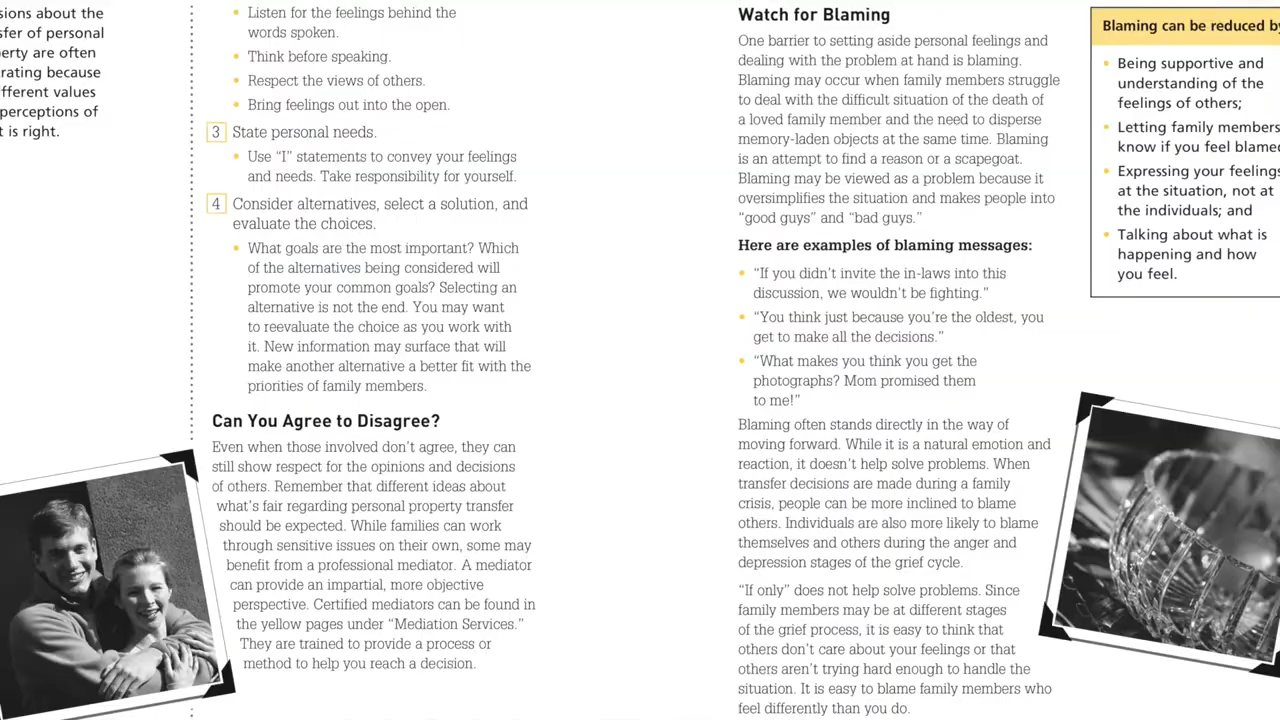 sions about the
sfer of personal
erty are often
rating because
fferent values
perceptions of
t is right.
• Listen for the feelings behind the
words spoken.
• Think before speaking.
• Respect the views of others.
• Bring feelings out into the open.
3 State personal needs.
• Use “I” statements to convey your feelings
and needs. Take responsibility for yourself.
4 Consider alternatives, select a solution, and
evaluate the choices.
• What goals are the most important? Which
of the alternatives being considered will
promote your common goals? Selecting an
alternative is not the end. You may want
to reevaluate the choice as you work with
it. New information may surface that will
make another alternative a better fit with the
priorities of family members.
Can You Agree to Disagree?
Even when those involved don’t agree, they can
still show respect for the opinions and decisions
of others. Remember that different ideas about
what’s fair regarding personal property transfer
should be expected. While families can work
through sensitive issues on their own, some may
benefit from a professional mediator. A mediator
can provide an impartial, more objective
perspective. Certified mediators can be found in
the yellow pages under “Mediation Services.”
They are trained to provide a process or
method to help you reach a decision.
Watch for Blaming
One barrier to setting aside personal feelings and
dealing with the problem at hand is blaming.
Blaming may occur when family members struggle
to deal with the difficult situation of the death of
a loved family member and the need to disperse
memory-laden objects at the same time. Blaming
is an attempt to find a reason or a scapegoat.
Blaming may be viewed as a problem because it
oversimplifies the situation and makes people into
“good guys” and “bad guys.”
Here are examples of blaming messages:
• “If you didn’t invite the in-laws into this
discussion, we wouldn’t be fighting.”
• “You think just because you’re the oldest, you
get to make all the decisions.”
• “What makes you think you get the
photographs? Mom promised them
to me!”
Blaming often stands directly in the way of
moving forward. While it is a natural emotion and
reaction, it doesn’t help solve problems. When
transfer decisions are made during a family
crisis, people can be more inclined to blame
others. Individuals are also more likely to blame
themselves and others during the anger and
depression stages of the grief cycle.
“If only” does not help solve problems. Since
family members may be at different stages
of the grief process, it is easy to think that
others don’t care about your feelings or that
others aren’t trying hard enough to handle the
situation. It is easy to blame family members who
feel differently than you do.
Blaming can be reduced by
• Being supportive and
understanding of the
feelings of others;
• Letting family members
know if you feel blamed
• Expressing your feelings
at the situation, not at
the individuals; and
• Talking about what is
happening and how
you feel.